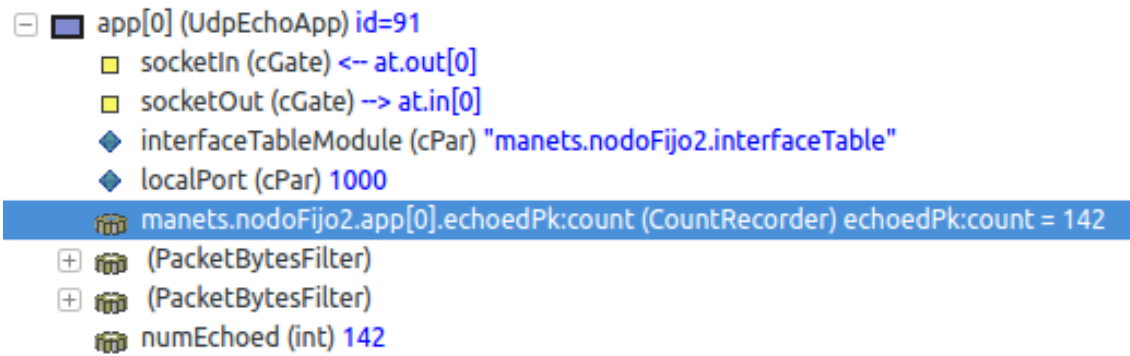 app[0] (UdpEchoApp) id=91
socketIn (cGate) <-- at.out[0]
socketOut (cGate) --> at.in[0]
interfaceTableModule (cPar) "manets.nodoFijo2.interfaceTable"
localPort (cPar) 1000
manets.nodoFijo2.app[0].echoedPk:count (CountRecorder) echoedPk:count = 142
(PacketBytesFilter)
(PacketBytesFilter)
numEchoed (int) 142